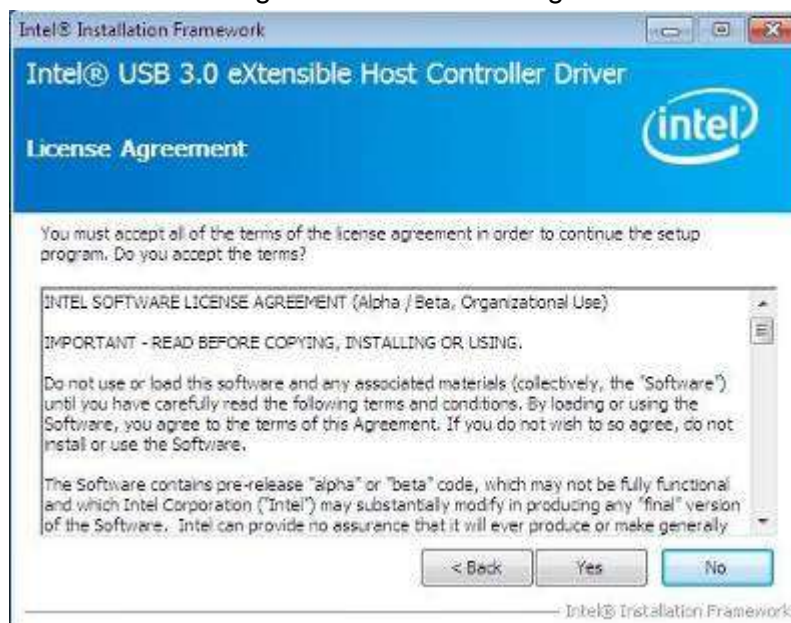 Intel® Installation Framework
Intel® USB 3.0 eXtensible Host Controller Driver
intel
License Agreement
You must accept all of the terms of the license agreement in order to continue the setup
program. Do you accept the terms?
INTEL SOFTWARE LICENSE AGREEMENT (Alpha / Beta, Organizational Use)
IMPORTANT - READ BEFORE COPYING, INSTALLING OR USING.
Do not use or load this software and any associated materials (collectively, the "Software")
until you have carefully read the following terms and conditions. By loading or using the
Software, you agree to the terms of this Agreement. If you do not wish to so agree, do not
install or use the Software.
The Software contains pre-release "alpha" or "beta" code, which may not be fully functional
and which Intel Corporation ("Intel") may substantially modify in producing any "final" version
of the Software. Intel can provide no assurance that it will ever produce or make generally
< Back Yes No
Intel® Installation Framework